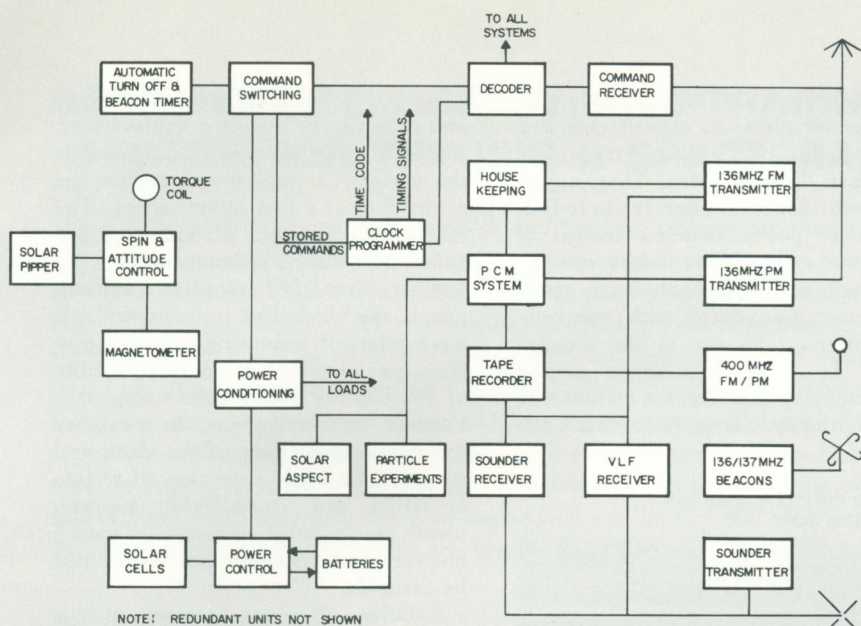 TO ALL
SYSTEMS
AUTOMATIC
TURN OFF &
BEACON TIMER
COMMAND
SWITCHING
DECODER
COMMAND
RECEIVER
TIME CODE
TIMING SIGNALS
TORQUE
COIL
HOUSE
KEEPING
136MHZ FM
TRANSMITTER
SOLAR
PIPPER
SPIN &
ATTITUDE
CONTROL
STORED
COMMANDS
CLOCK
PROGRAMMER
P C M
SYSTEM
136MHZ PM
TRANSMITTER
MAGNETOMETER
POWER
CONDITIONING
TO ALL
LOADS
TAPE
RECORDER
400 MHZ
FM / PM
SOLAR
ASPECT
PARTICLE
EXPERIMENTS
SOUNDER
RECEIVER
VLF
RECEIVER
136/137MHZ
BEACONS
SOLAR
CELLS
POWER
CONTROL
BATTERIES
SOUNDER
TRANSMITTER
NOTE: REDUNDANT UNITS NOT SHOWN